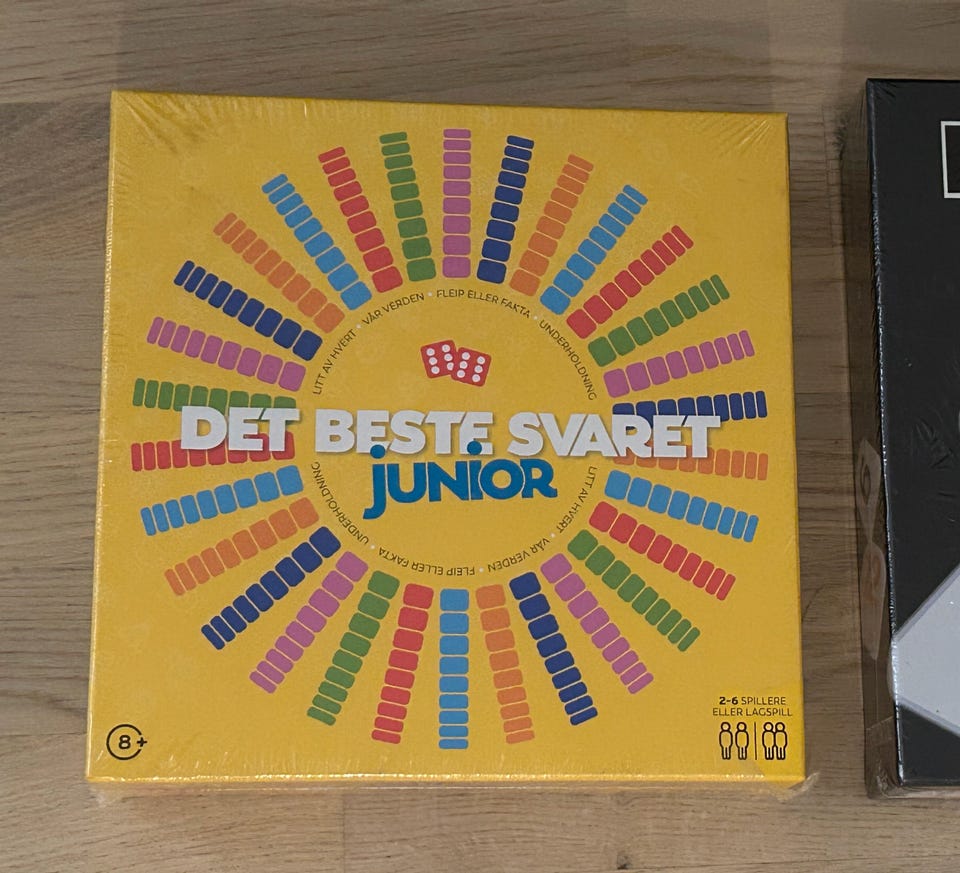 LITT AV HVERT • VÅR VERDEN • FLEIP ELLER FAKTA • UNDERHOLDNING
DET BESTE SVARET
JUNIOR
LITT AV HVERT • VÅR VERDEN • FLEIP ELLER FAKTA • UNDERHOLDNING
8+
2-6 SPILLERE
ELLER LAGSPILL